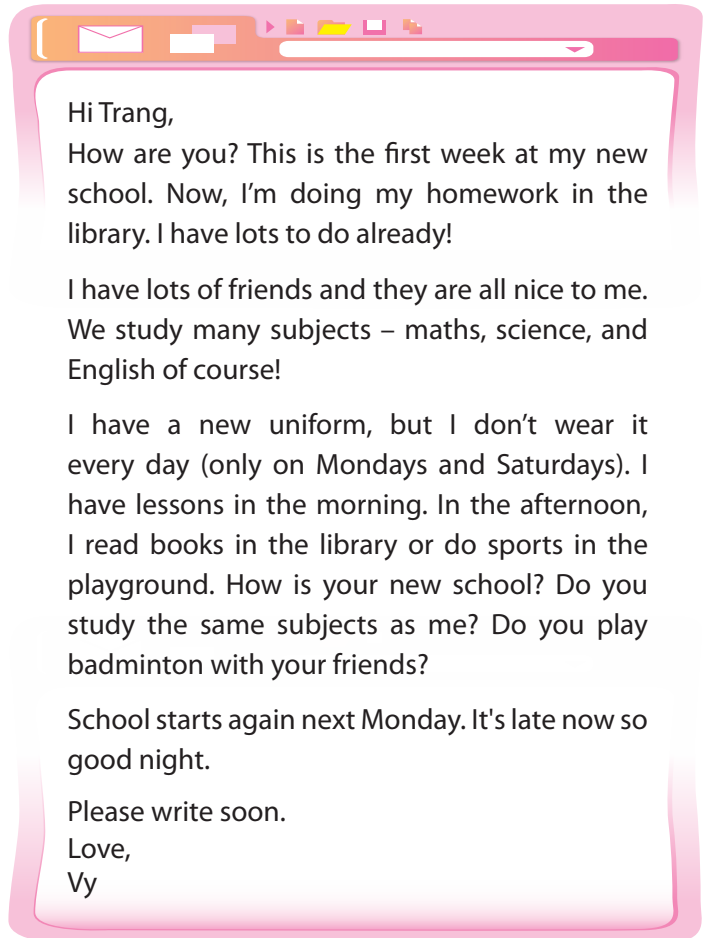 Hi Trang,
How are you? This is the first week at my new
school. Now, I’m doing my homework in the
library. I have lots to do already!
I have lots of friends and they are all nice to me.
We study many subjects – maths, science, and
English of course!
I have a new uniform, but I don’t wear it
every day (only on Mondays and Saturdays). I
have lessons in the morning. In the afternoon,
I read books in the library or do sports in the
playground. How is your new school? Do you
study the same subjects as me? Do you play
badminton with your friends?
School starts again next Monday. It's late now so
good night.
Please write soon.
Love,
Vy